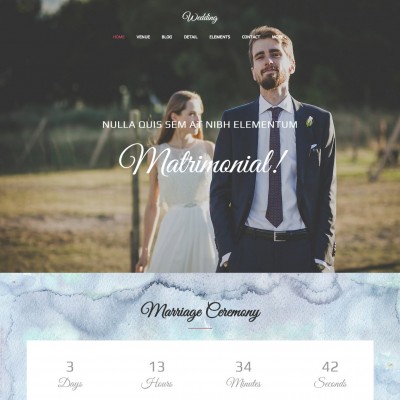 Wedding
HOME VENUE BLOG DETAIL ELEMENTS CONTACT MORE
NULLA QUIS SEM AT NIBH ELEMENTUM
Matrimonial!
Marriage Ceremony
3 13 34 42
Days Hours Minutes Seconds